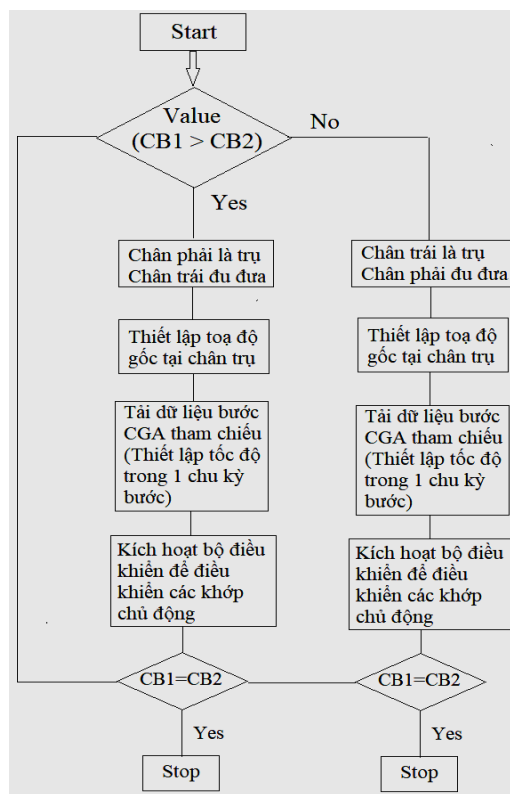 Start
Value
(CB1 > CB2)
No
Yes
Chân phải là trụ
Chân trái đu đưa
Thiết lập toạ độ
gốc tại chân trụ
Tải dữ liệu bước
CGA tham chiếu
(Thiết lập tốc độ
trong 1 chu kỳ
bước)
Kích hoạt bộ điều
khiển để điều
khiển các khớp
chủ động
CB1=CB2
Yes
Stop
Chân trái là trụ
Chân phải đu đưa
Thiết lập toạ độ
gốc tại chân trụ
Tải dữ liệu bước
CGA tham chiếu
(Thiết lập tốc độ
trong 1 chu kỳ
bước)
Kích hoạt bộ điều
khiển để điều
khiển các khớp
chủ động
CB1=CB2
Yes
Stop